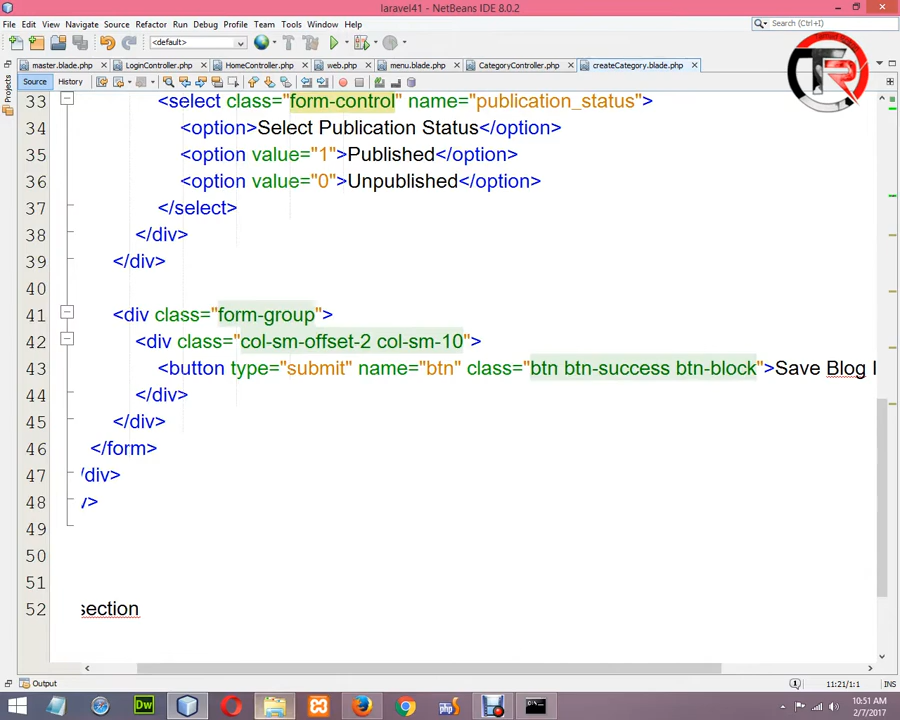 laravel41 - NetBeans IDE 8.0.2
File Edit View Navigate Source Refactor Run Debug Profile Team Tools Window Help
Search (Ctrl+I)
<default>
master.blade.php LoginController.php HomeController.php web.php menu.blade.php CategoryController.php createCategory.blade.php
Source History
Projects
33 <select class="form-control" name="publication_status">
34 <option>Select Publication Status</option>
35 <option value="1">Published</option>
36 <option value="0">Unpublished</option>
37 </select>
38 </div>
39 </div>
40
41 <div class="form-group">
42 <div class="col-sm-offset-2 col-sm-10">
43 <button type="submit" name="btn" class="btn btn-success btn-block">Save Blog I
44 </div>
45 </div>
46 </form>
47 /div>
48 v>
49
50
51
52 section
Output
11:21/1:1 INS
Dw
php
10:51 AM
2/7/2017